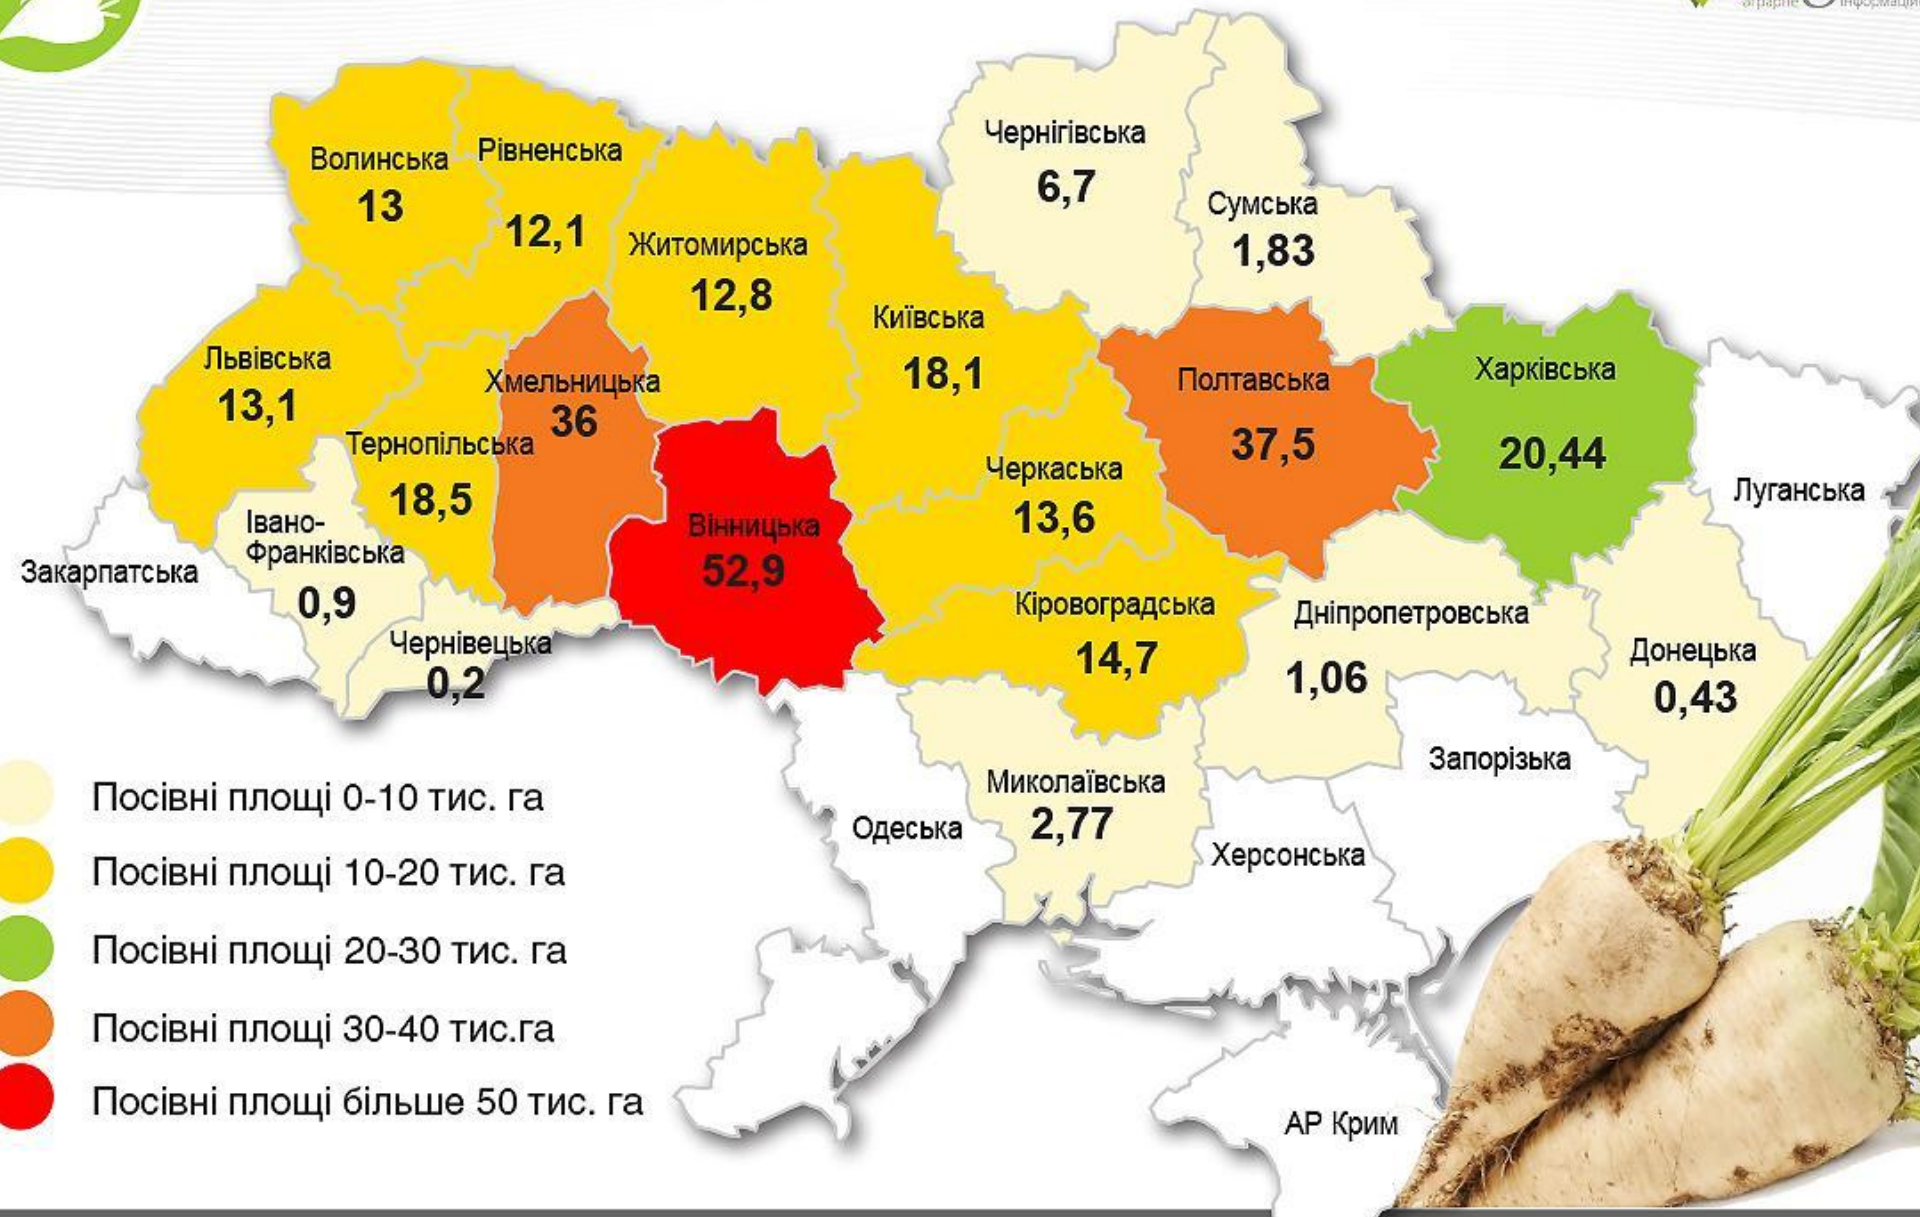 Чернігівська
6,7
Волинська
13
Рівненська
12,1
Сумська
1,83
Житомирська
12,8
Київська
18,1
Львівська
13,1
Хмельницька
36
Полтавська
37,5
Харківська
20,44
Тернопільська
18,5
Черкаська
13,6
Луганська
Вінницька
52,9
Івано-
Франківська
0,9
Закарпатська
Кіровоградська
14,7
Дніпропетровська
1,06
Чернівецька
0,2
Донецька
0,43
Запорізька
Миколаївська
2,77
Одеська
Херсонська
АР Крим
Посівні площі 0-10 тис. га
Посівні площі 10-20 тис. га
Посівні площі 20-30 тис. га
Посівні площі 30-40 тис.га
Посівні площі більше 50 тис. га